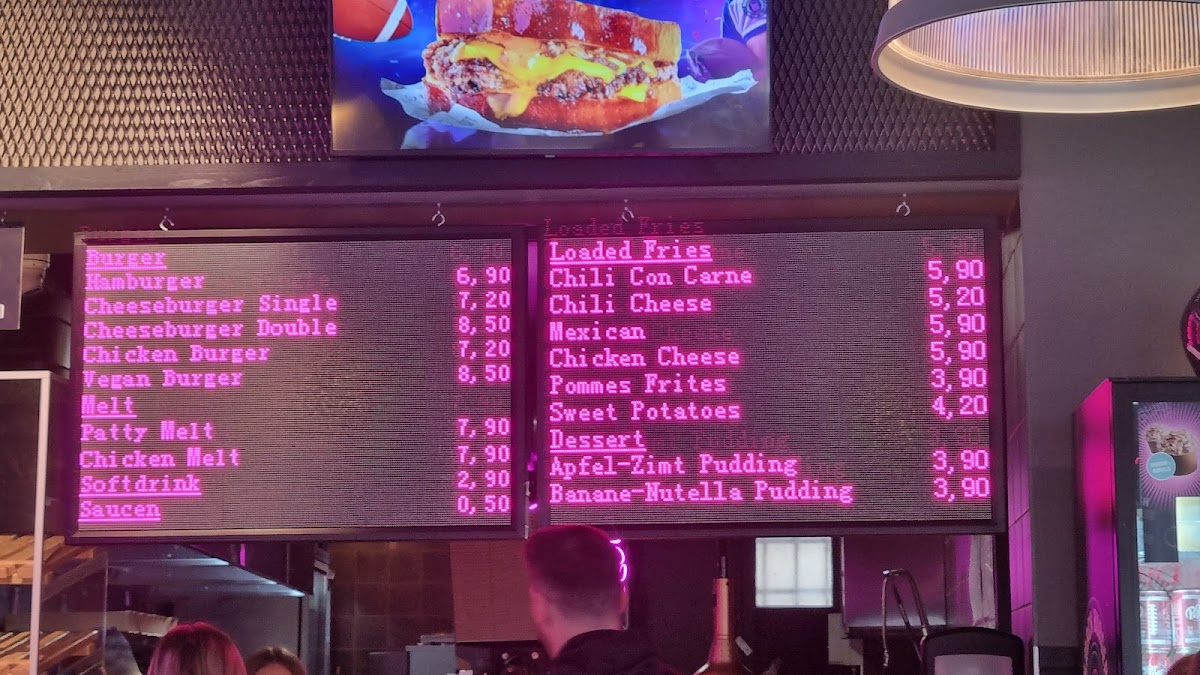 Burger
Hamburger 6,90
Cheeseburger Single 7,20
Cheeseburger Double 8,50
Chicken Burger 7,20
Vegan Burger 8,50
Melt
Patty Melt 7,90
Chicken Melt 7,90
Softdrink 2,90
Saucen 0,50
Loaded Fries
Chili Con Carne 5,90
Chili Cheese 5,20
Mexican 5,90
Chicken Cheese 5,90
Pommes Frites 3,90
Sweet Potatoes 4,20
Dessert
Apfel-Zimt Pudding 3,90
Banane-Nutella Pudding 3,90